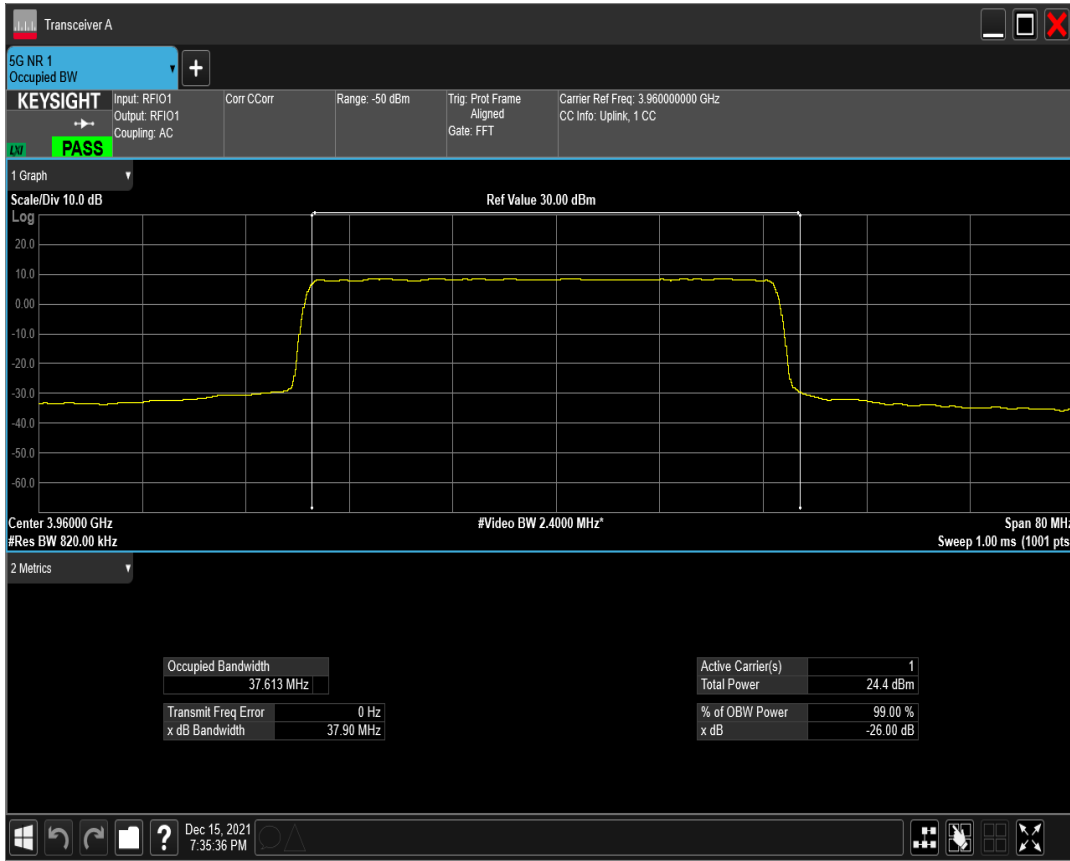 Transceiver A
5G NR 1
Occupied BW
+
KEYSIGHT
LXI
PASS
Input: RFIO1
Output: RFIO1
Coupling: AC
Corr CCorr
Range: -50 dBm
Trig: Prot Frame
Aligned
Gate: FFT
Carrier Ref Freq: 3.960000000 GHz
CC Info: Uplink, 1 CC
1 Graph
Scale/Div 10.0 dB
Ref Value 30.00 dBm
Log
20.0
10.0
0.00
-10.0
-20.0
-30.0
-40.0
-50.0
-60.0
Center 3.96000 GHz
#Video BW 2.4000 MHz*
Span 80 MHz
#Res BW 820.00 kHz
Sweep 1.00 ms (1001 pts
2 Metrics
Occupied Bandwidth
37.613 MHz
Transmit Freq Error 0 Hz
x dB Bandwidth 37.90 MHz
Active Carrier(s) 1
Total Power 24.4 dBm
% of OBW Power 99.00 %
x dB -26.00 dB
?
Dec 15, 2021
7:35:36 PM